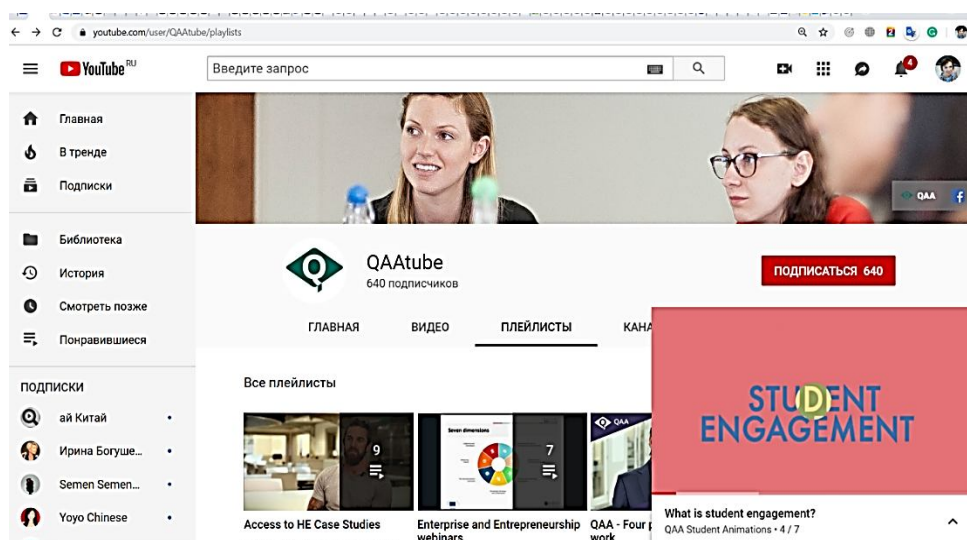 youtube.com/user/QAAtube/playlists
YouTube RU
Введите запрос
4
Главная
В тренде
Подписки
QAA
Библиотека
История
Смотреть позже
Понравившиеся
QAAtube
640 подписчиков
ПОДПИСАТЬСЯ 640
ГЛАВНАЯ ВИДЕО ПЛЕЙЛИСТЫ КАНА
ПОДПИСКИ
ай Китай
Ирина Богуше...
Semen Semen...
Yoyo Chinese
Все плейлисты
9
Seven dimensions
7
QAA
STUDENT
ENGAGEMENT
Access to HE Case Studies
Enterprise and Entrepreneurship
webinars
QAA - Four
work
What is student engagement?
QAA Student Animations • 4 / 7